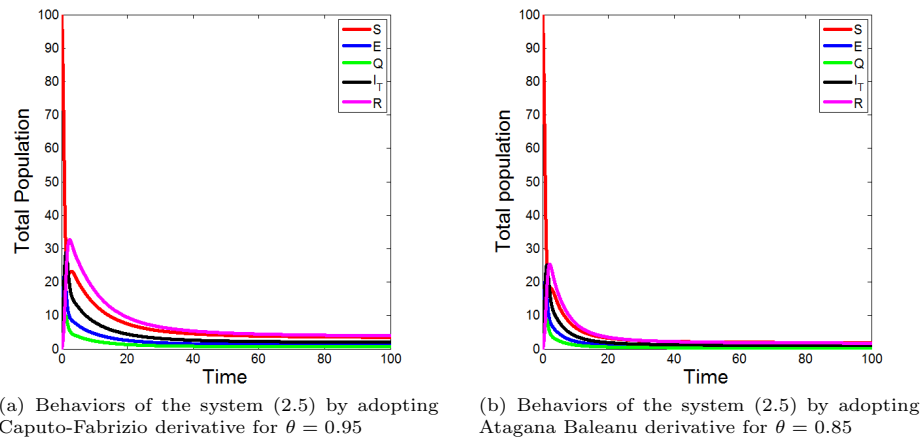 100
90
80
70
60
50
40
30
20
10
0
Total Population
0 20 40 60 80 100
Time
S
E
Q
I_T
R
(a) Behaviors of the system (2.5) by adopting
Caputo-Fabrizio derivative for θ = 0.95
100
90
80
70
60
50
40
30
20
10
0
Total population
0 20 40 60 80 100
Time
S
E
Q
I_T
R
(b) Behaviors of the system (2.5) by adopting
Atagana Baleanu derivative for θ = 0.85